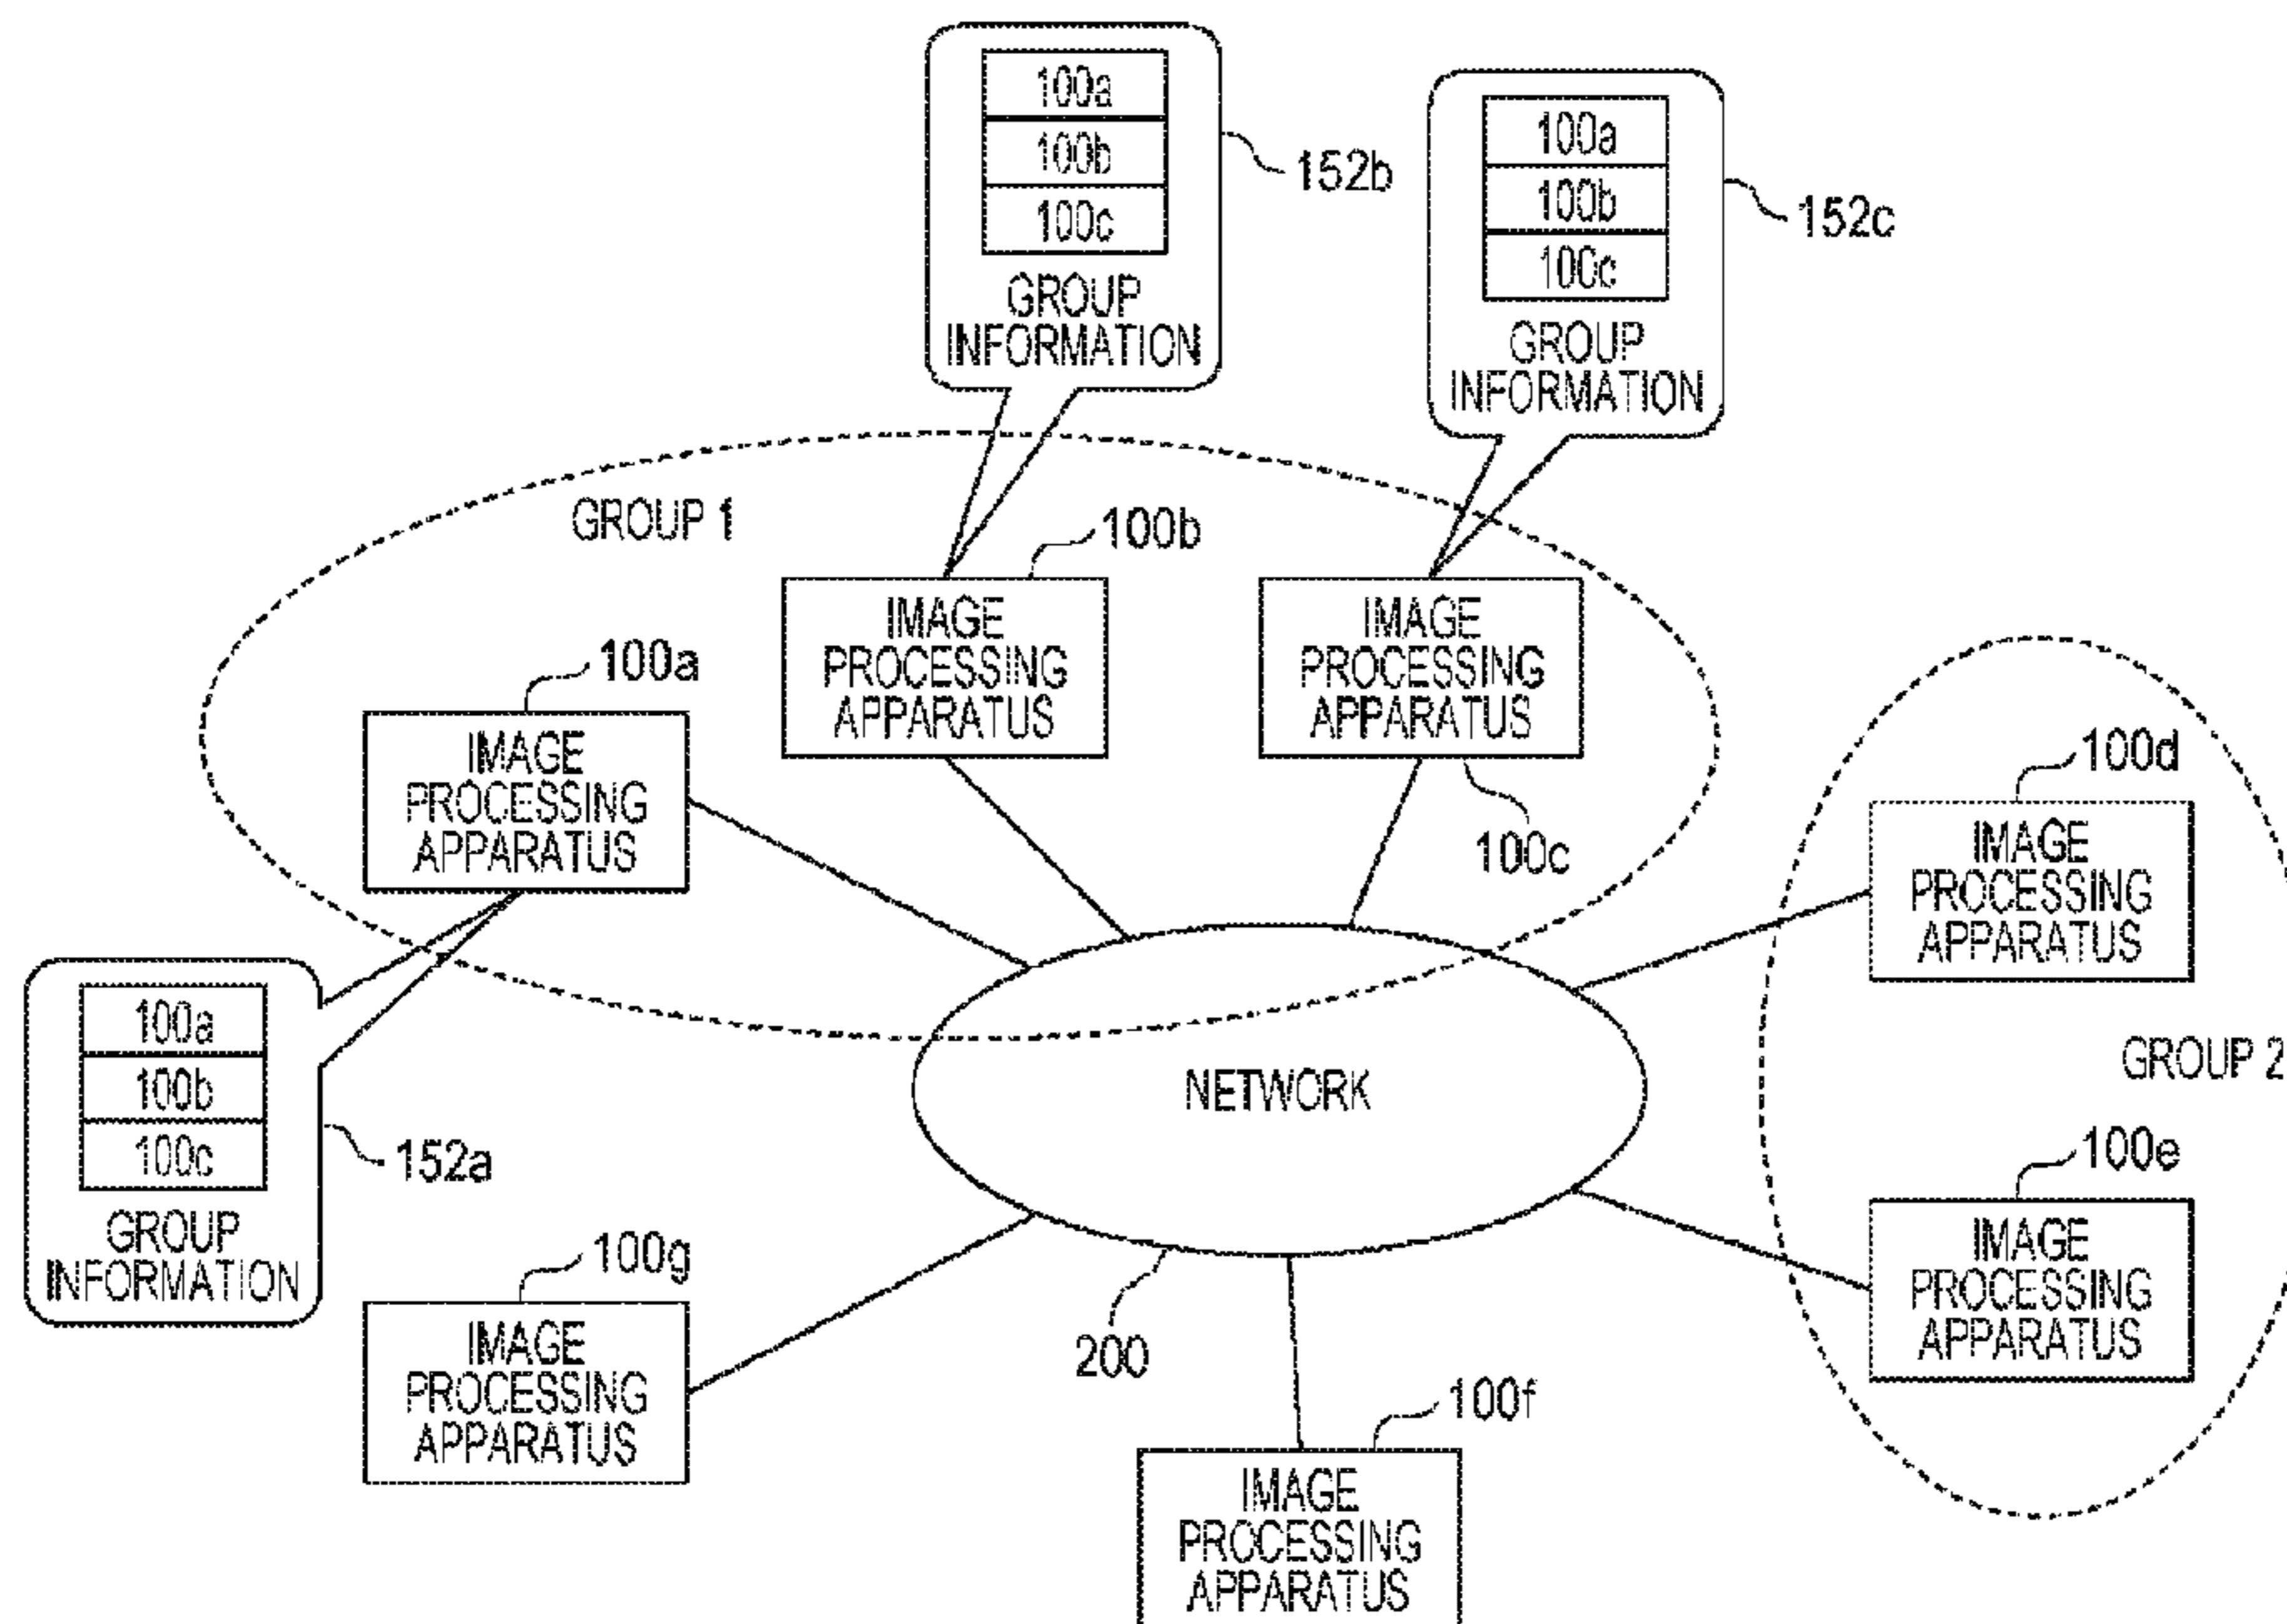 100a
100b
100c
GROUP
INFORMATION
152b
100a
100b
100c
GROUP
INFORMATION
152c
GROUP 1
100b
IMAGE
PROCESSING
APPARATUS
IMAGE
PROCESSING
APPARATUS
100c
100a
IMAGE
PROCESSING
APPARATUS
100d
IMAGE
PROCESSING
APPARATUS
100a
100b
100c
GROUP
INFORMATION
152a
NETWORK
200
GROUP 2
100e
IMAGE
PROCESSING
APPARATUS
100g
IMAGE
PROCESSING
APPARATUS
100f
IMAGE
PROCESSING
APPARATUS